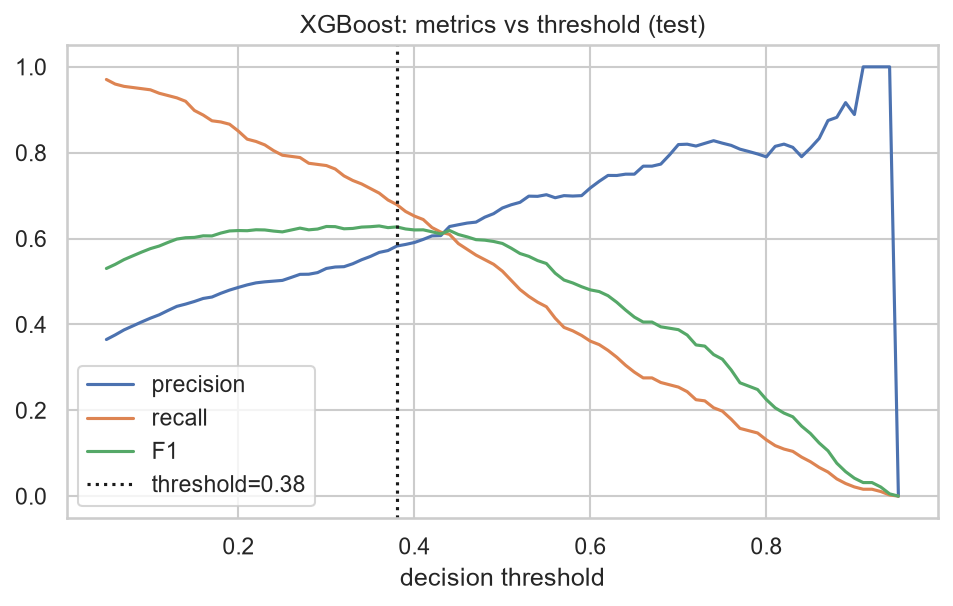 XGBoost: metrics vs threshold (test)
1.0
0.8
0.6
0.4
0.2
0.0
precision
recall
F1
threshold=0.38
0.2 0.4 0.6 0.8
decision threshold